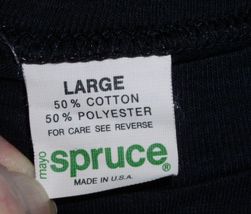 LARGE
50% COTTON
50% POLYESTER
FOR CARE SEE REVERSE
mayo
spruce®
MADE IN U.S.A.